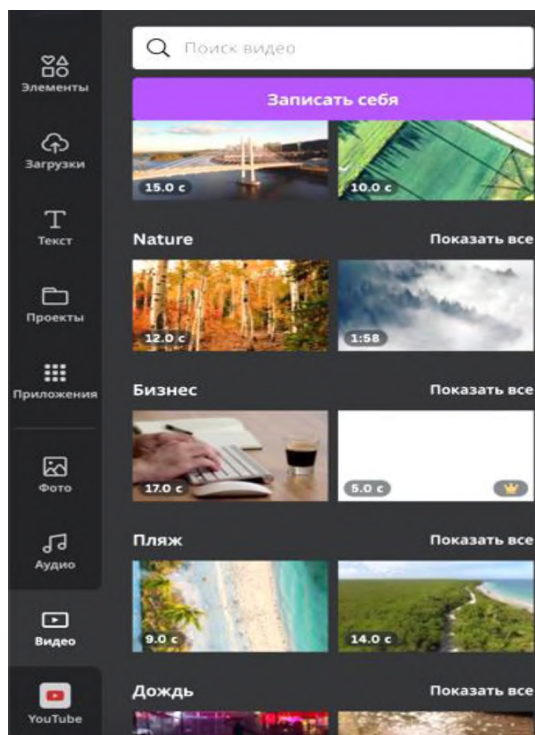 Элементы
Загрузки
Текст
Проекты
Приложения
Фото
Аудио
Видео
YouTube
Поиск видео
Записать себя
15.0 с
10.0 с
Nature
Показать все
12.0 с
1:58
Бизнес
Показать все
17.0 с
5.0 с
Пляж
Показать все
9.0 с
14.0 с
Дождь
Показать все